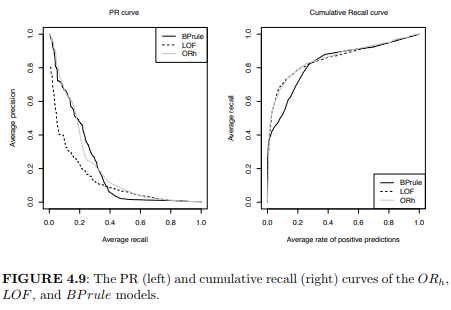 PR curve
Average precision
0.0 0.2 0.4 0.6 0.8 1.0
BPrule
LOF
ORh
0.0 0.2 0.4 0.6 0.8 1.0
Average recall
Cumulative Recall curve
Average recall
0.0 0.2 0.4 0.6 0.8 1.0
BPrule
LOF
ORh
0.0 0.2 0.4 0.6 0.8 1.0
Average rate of positive predictions
FIGURE 4.9: The PR (left) and cumulative recall (right) curves of the ORh,
LOF, and BPrule models.